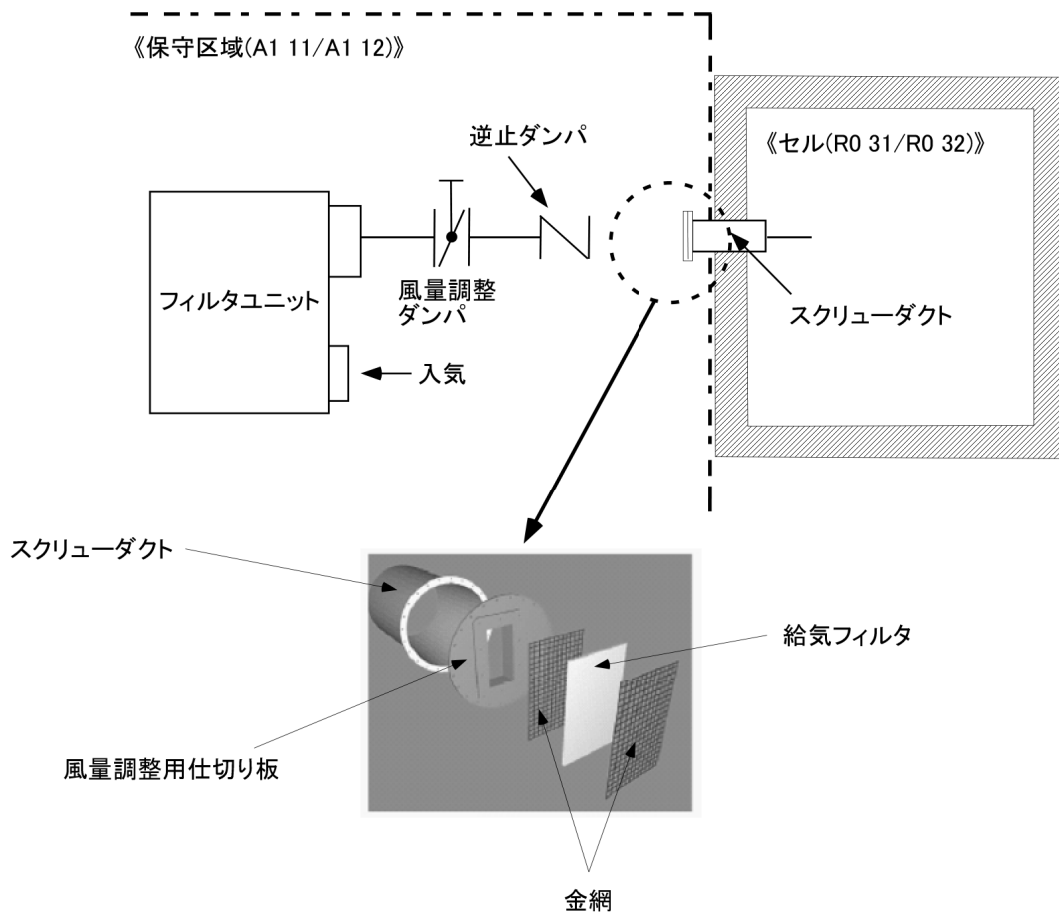 《保守区域(A1 11/A1 12)》
逆止ダンパ
《セル(R0 31/R0 32)》
フィルタユニット
風量調整
ダンパ
スクリューダクト
入気
スクリューダクト
給気フィルタ
風量調整用仕切り板
金網